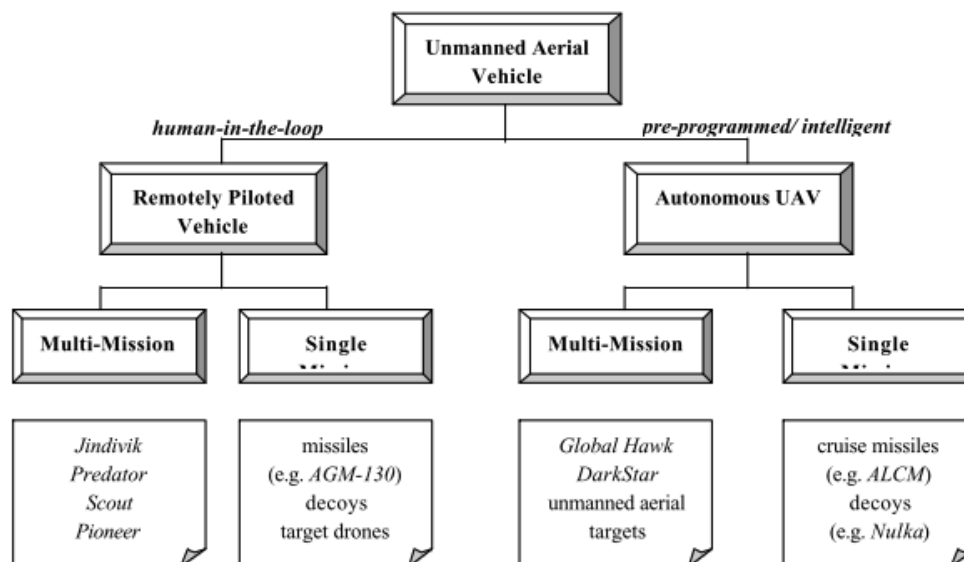 Unmanned Aerial
Vehicle
human-in-the-loop
pre-programmed/ intelligent
Remotely Piloted
Vehicle
Autonomous UAV
Multi-Mission
Single
Multi-Mission
Single
Jindivik
Predator
Scout
Pioneer
missiles
(e.g. AGM-130)
decoys
target drones
Global Hawk
DarkStar
unmanned aerial
targets
cruise missiles
(e.g. ALCM)
decoys
(e.g. Nulka)